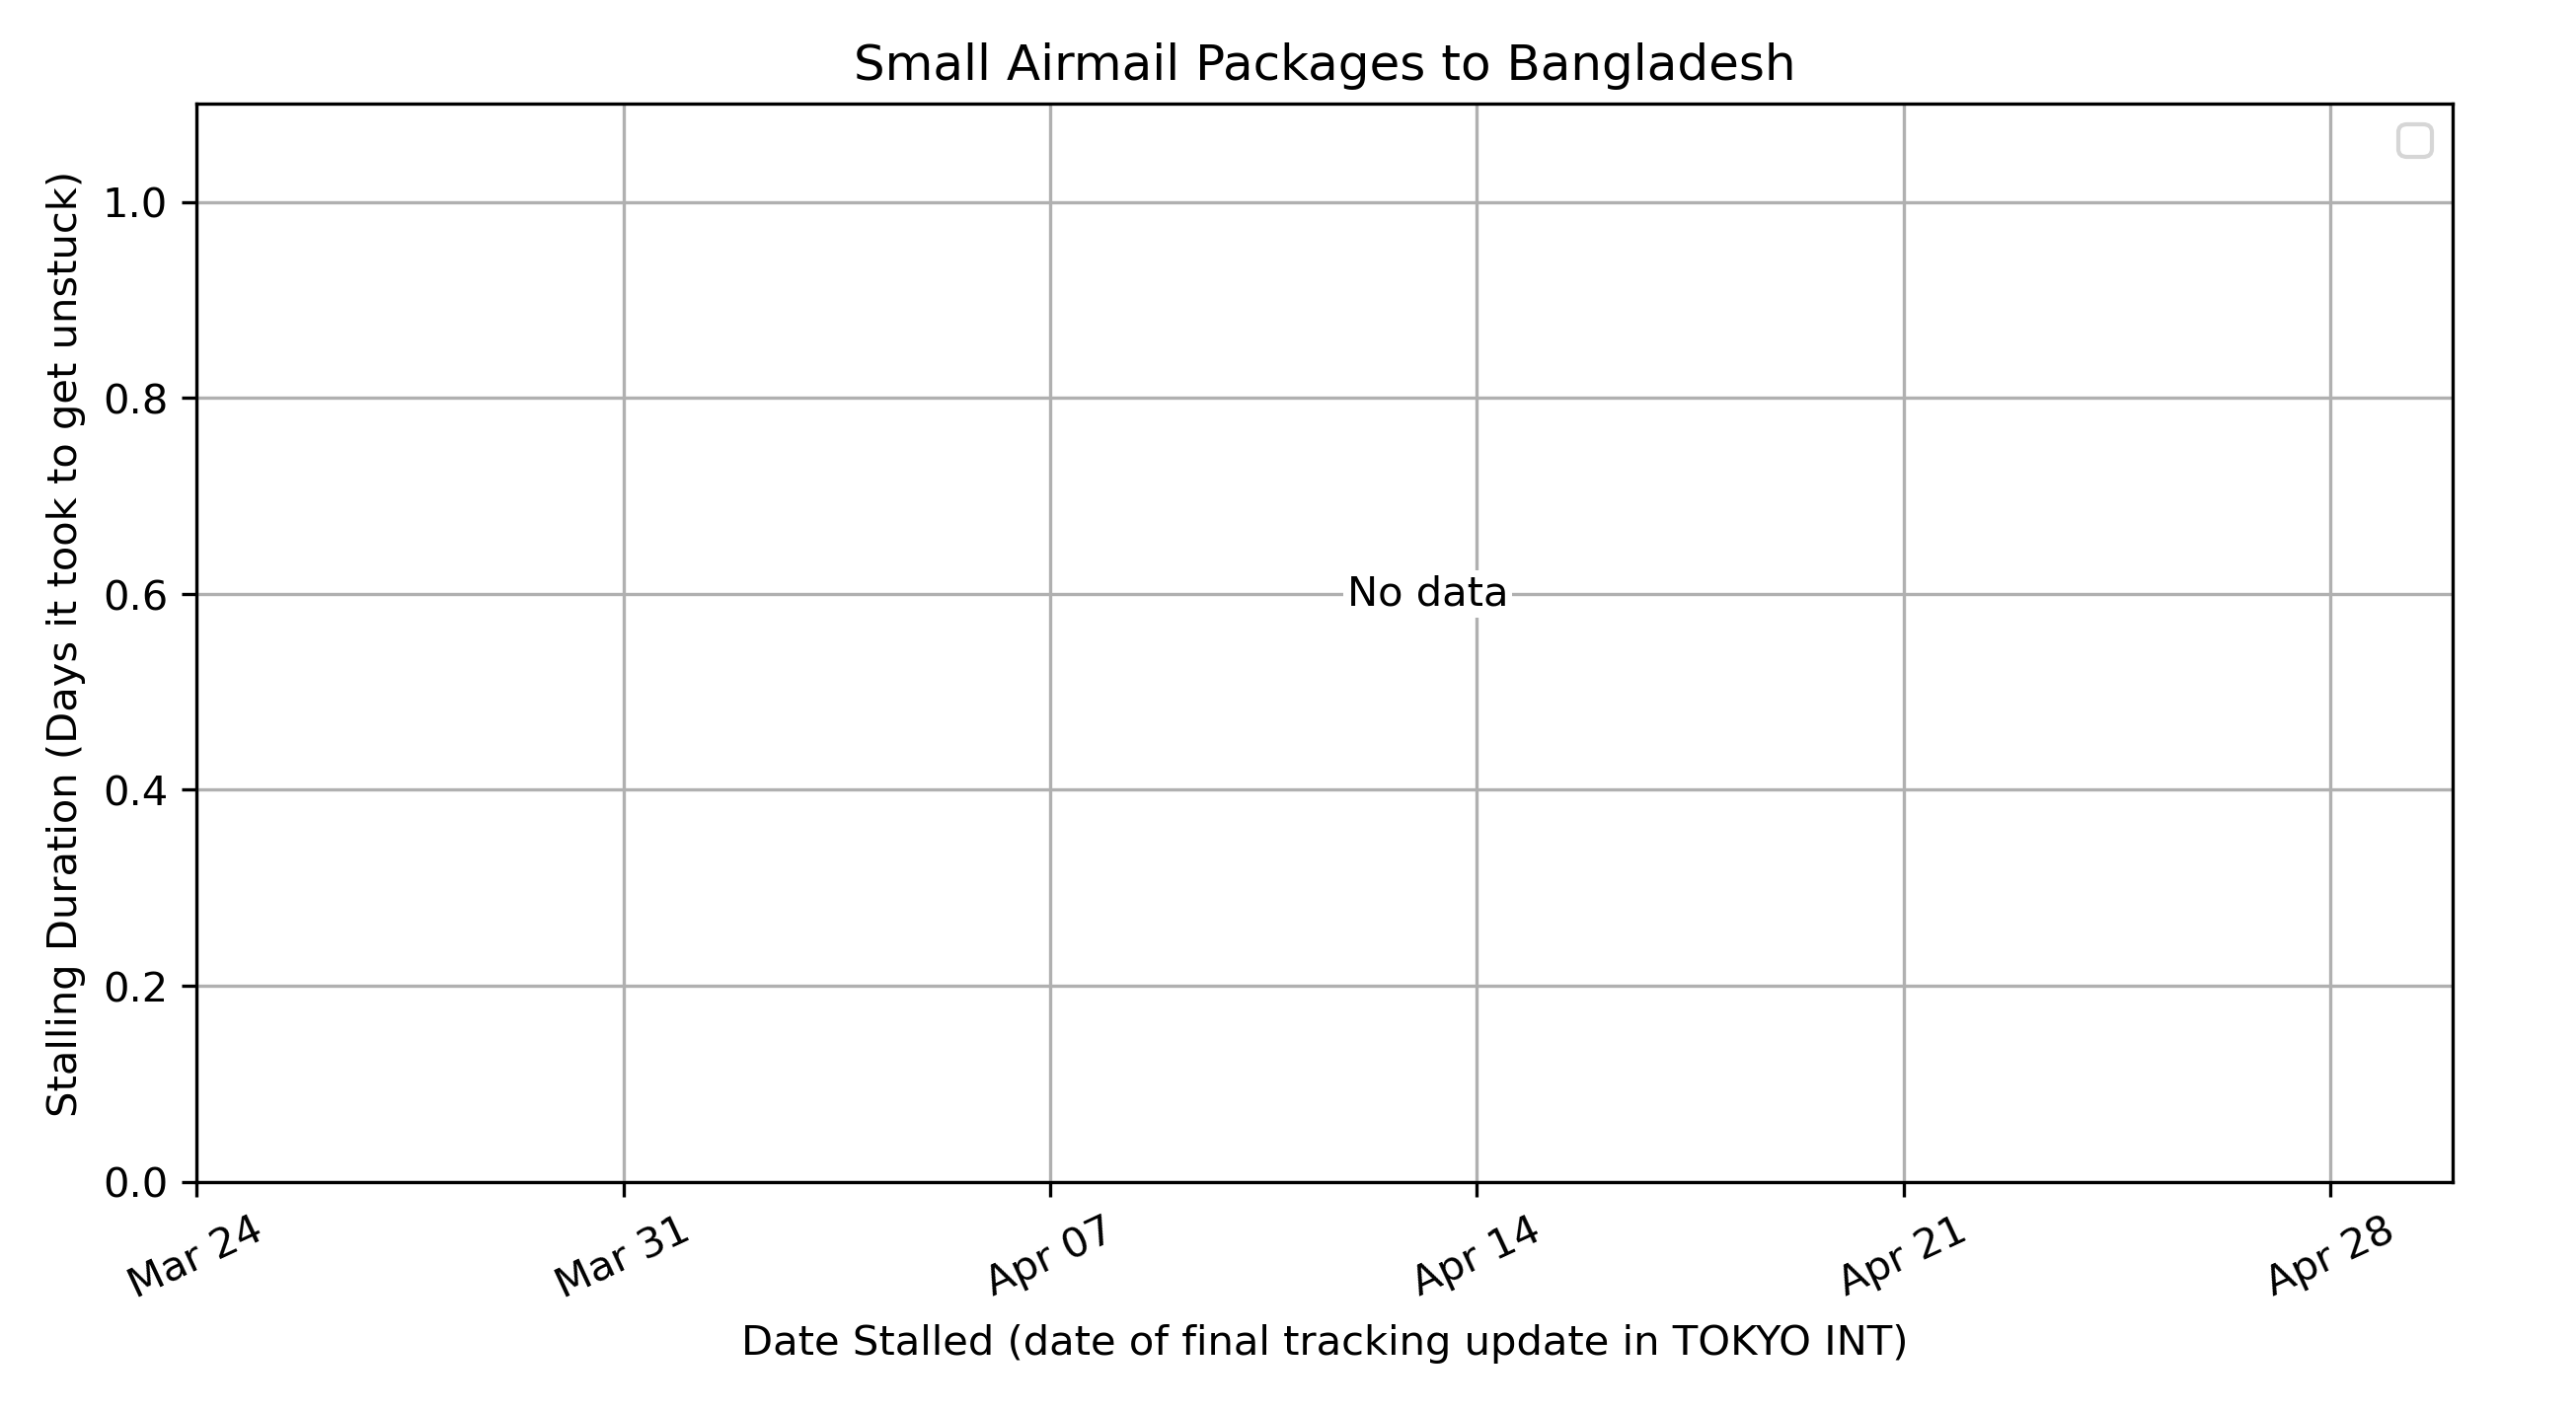 Small Airmail Packages to Bangladesh
Stalling Duration (Days it took to get unstuck)
1.0
0.8
0.6
0.4
0.2
0.0
No data
Mar 24
Mar 31
Apr 07
Apr 14
Apr 21
Apr 28
Date Stalled (date of final tracking update in TOKYO INT)